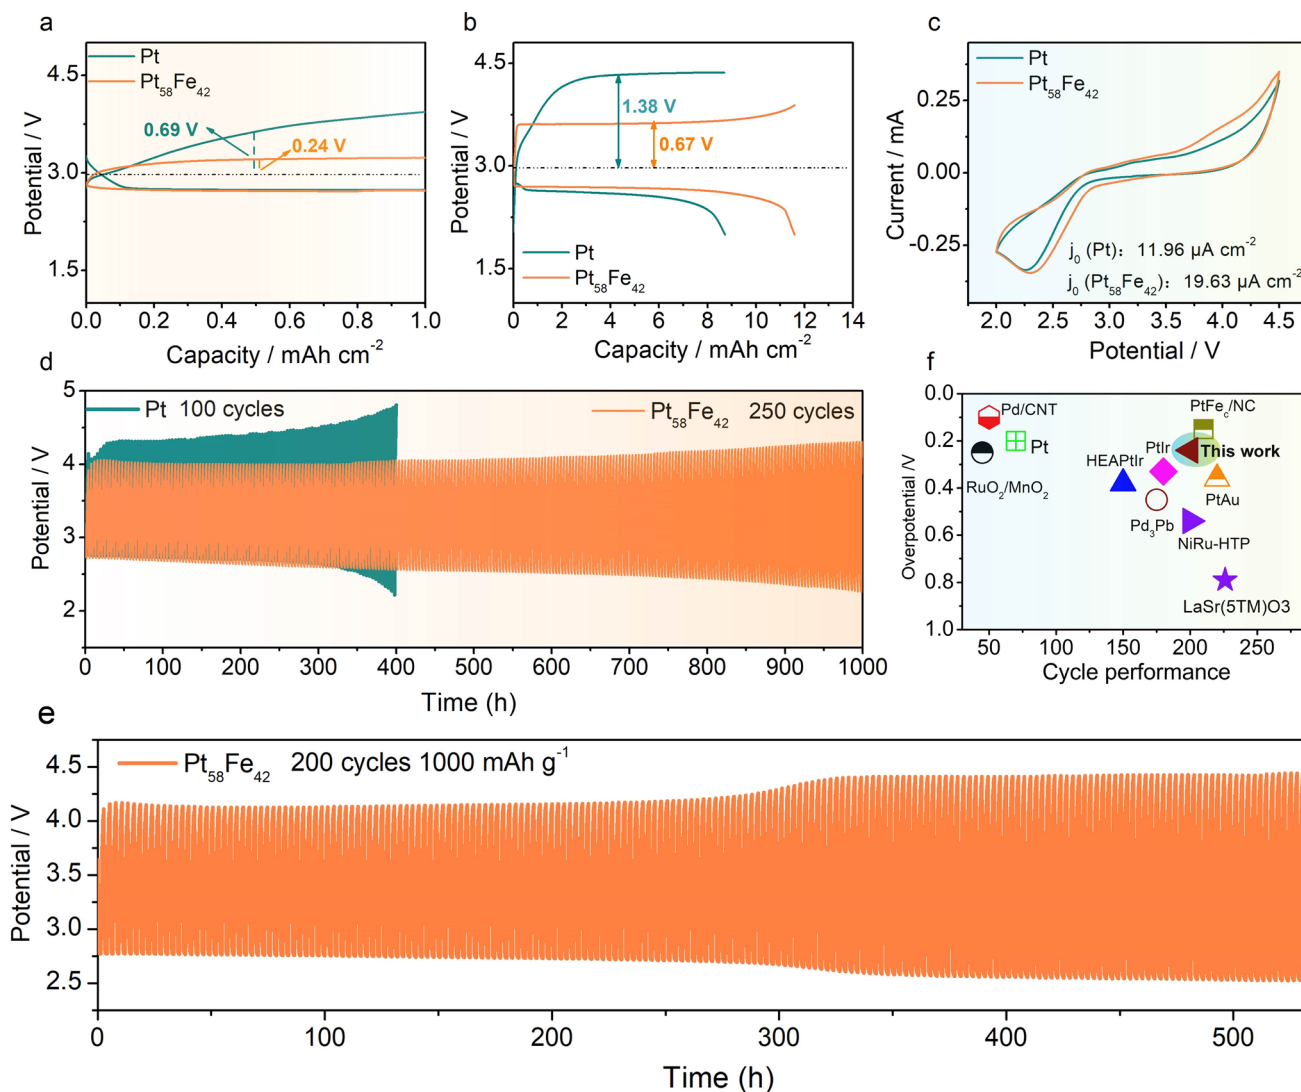 a
Pt
Pt₅₈Fe₄₂
0.69 V
0.24 V
4.5
3.0
1.5
Potential / V
0.0 0.2 0.4 0.6 0.8 1.0
Capacity / mAh cm⁻²
b
1.38 V
0.67 V
Pt
Pt₅₈Fe₄₂
4.5
3.0
1.5
Potential / V
0 2 4 6 8 10 12 14
Capacity / mAh cm⁻²
c
Pt
Pt₅₈Fe₄₂
j₀ (Pt): 11.96 μA cm⁻²
j₀ (Pt₅₈Fe₄₂): 19.63 μA cm⁻²
0.25
0.00
-0.25
Current / mA
2.0 2.5 3.0 3.5 4.0 4.5
Potential / V
d
Pt 100 cycles
Pt₅₈Fe₄₂ 250 cycles
5
4
3
2
Potential / V
0 100 200 300 400 500 600 700 800 900 1000
Time (h)
f
Pd/CNT
PtFe_c/NC
Pt
PtIr
This work
RuO₂/MnO₂
HEAPtIr
PtAu
Pd₃Pb
NiRu-HTP
LaSr(5TM)O3
0.0
0.2
0.4
0.6
0.8
1.0
Overpotential /V
50 100 150 200 250
Cycle performance
e
Pt₅₈Fe₄₂ 200 cycles 1000 mAh g⁻¹
4.5
4.0
3.5
3.0
2.5
Potential / V
0 100 200 300 400 500
Time (h)